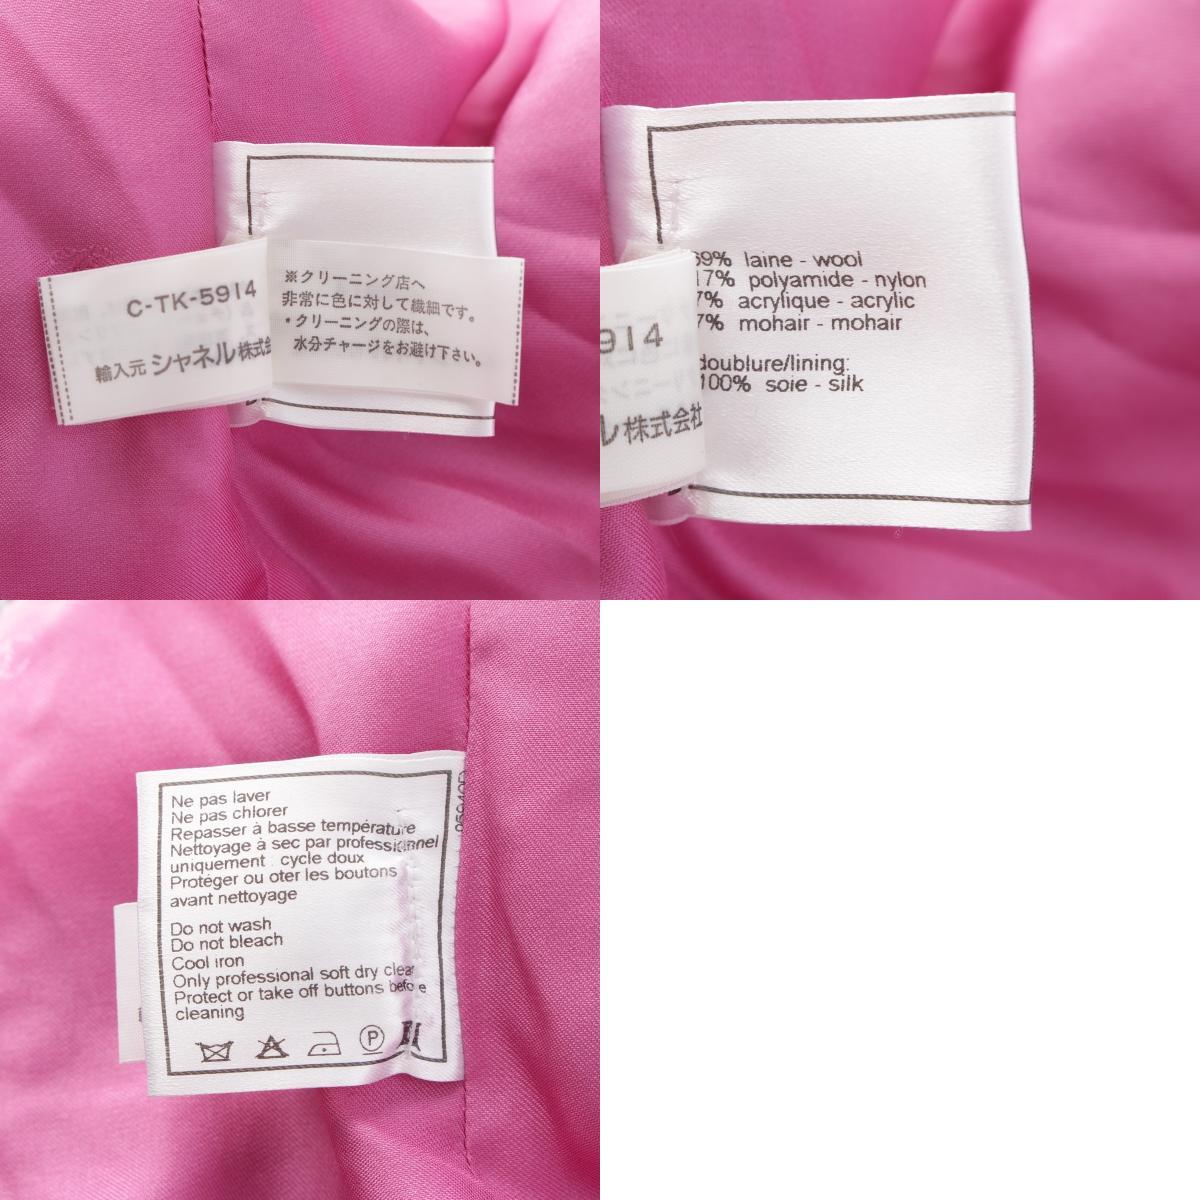 C-TK-5914
輸入元 シャネル株式会
※クリーニング店へ
非常に色に対して繊細です。
・クリーニングの際は、
水分チャージをお避け下さい。
69% laine - wool
17% polyamide - nylon
7% acrylique - acrylic
7% mohair - mohair
doublure/lining:
100% soie - silk
914
ル株式会社
Ne pas laver
Ne pas chlorer
Repasser à basse température
Nettoyage à sec par professionnel
uniquement : cycle doux
Protéger ou oter les boutons
avant nettoyage
Do not wash
Do not bleach
Cool iron
Only professional soft dry clean
Protect or take off buttons before
cleaning
P